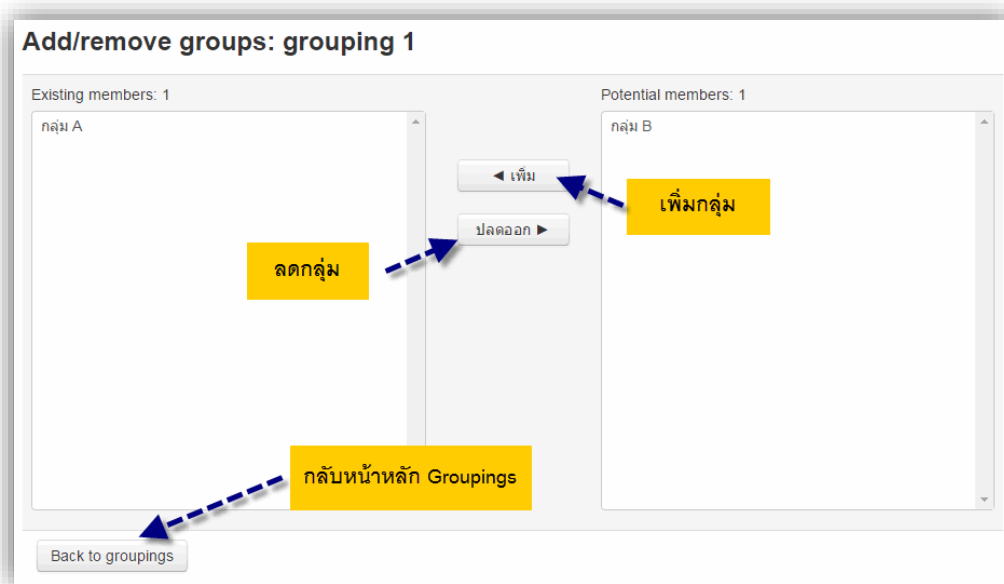 Add/remove groups: grouping 1
Existing members: 1
Potential members: 1
กลุ่ม A
กลุ่ม B
◄ เพิ่ม
เพิ่มกลุ่ม
ปลดออก ►
ลดกลุ่ม
กลับหน้าหลัก Groupings
Back to groupings